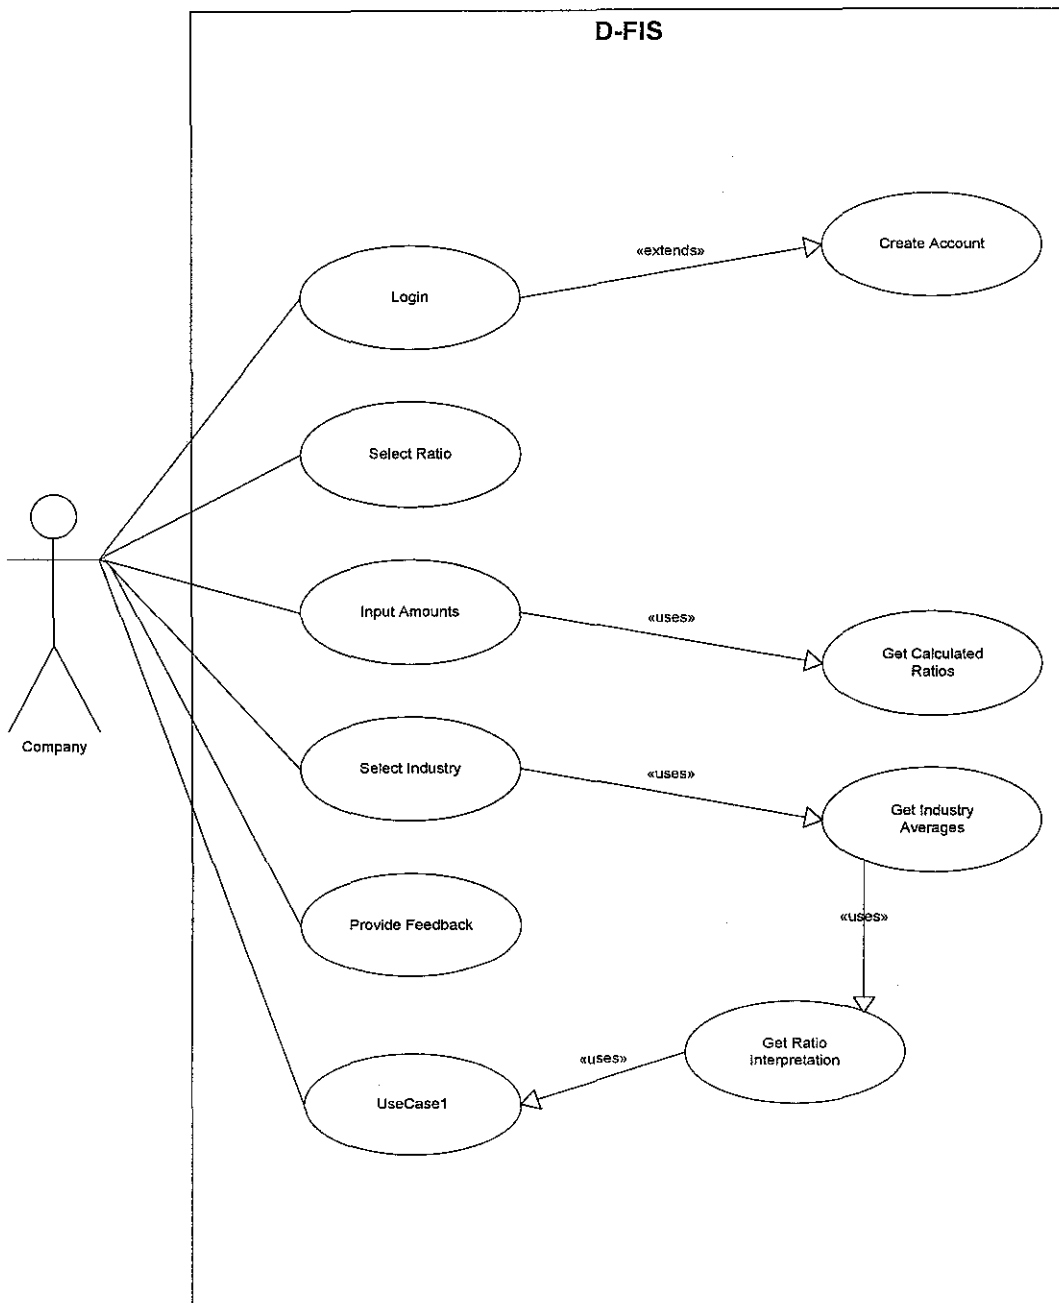 D-FIS
«extends»
Create Account
Login
Select Ratio
Input Amounts
«uses»
Get Calculated
Ratios
Company
Select Industry
«uses»
Get Industry
Averages
Provide Feedback
«uses»
Get Ratio
Interpretation
«uses»
UseCase1